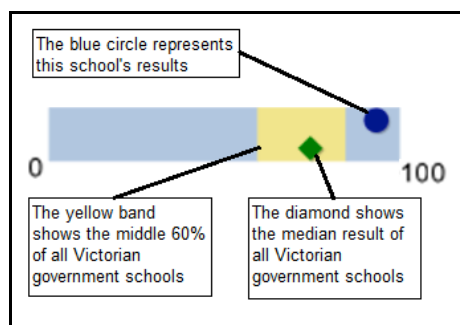 The blue circle represents
this school's results
0
100
The yellow band
shows the middle 60%
of all Victorian
government schools
The diamond shows
the median result of
all Victorian
government schools